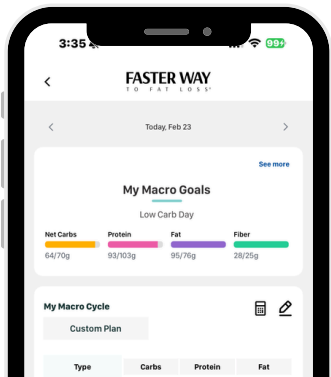 3:35
99+
FASTER WAY
TO FAT LOSS®
Today, Feb 23
See more
My Macro Goals
Low Carb Day
Net Carbs Protein Fat Fiber
64/70g 93/103g 95/76g 28/25g
My Macro Cycle
Custom Plan
Type Carbs Protein Fat